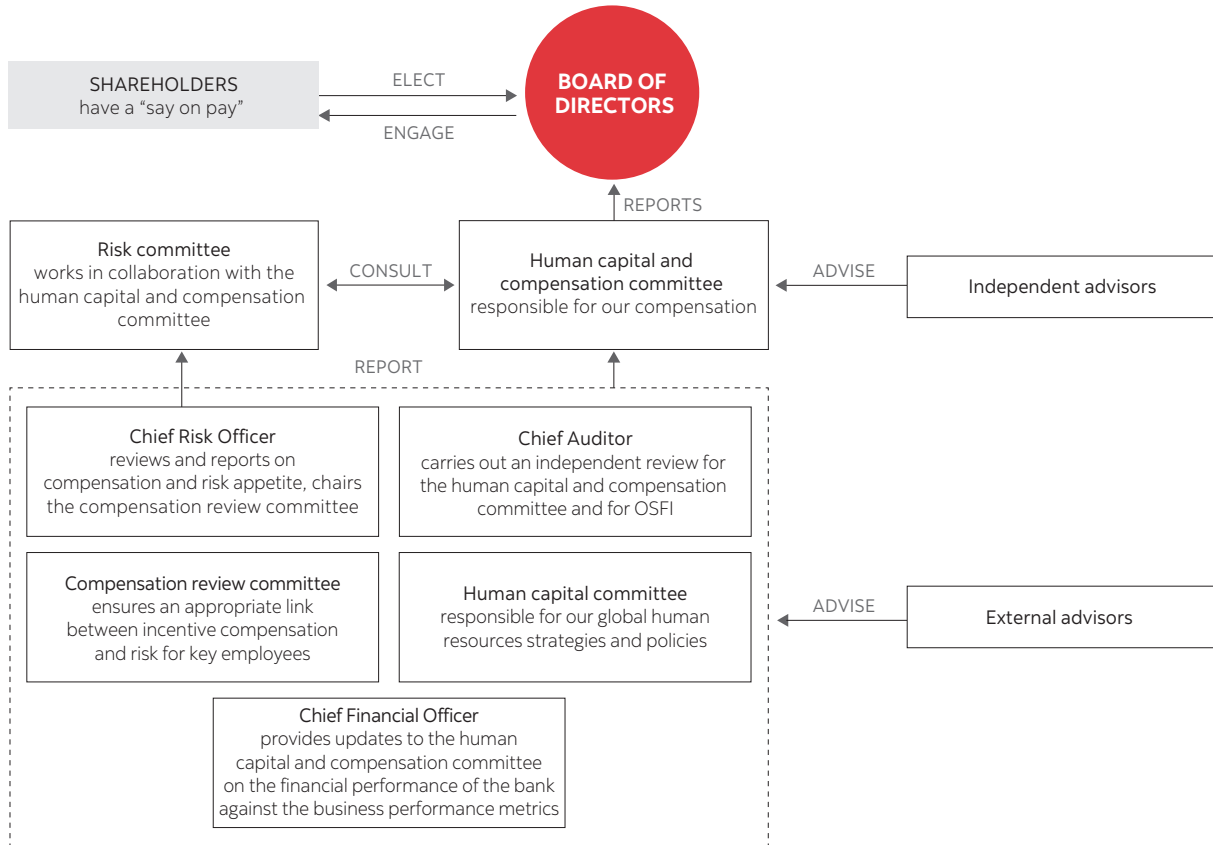 SHAREHOLDERS
have a “say on pay”
ELECT
ENGAGE
BOARD OF
DIRECTORS
REPORTS
Risk committee
works in collaboration with the
human capital and compensation
committee
CONSULT
Human capital and
compensation committee
responsible for our compensation
ADVISE
Independent advisors
REPORT
Chief Risk Officer
reviews and reports on
compensation and risk appetite, chairs
the compensation review committee
Chief Auditor
carries out an independent review for
the human capital and compensation
committee and for OSFI
Compensation review committee
ensures an appropriate link
between incentive compensation
and risk for key employees
Human capital committee
responsible for our global human
resources strategies and policies
ADVISE
External advisors
Chief Financial Officer
provides updates to the human
capital and compensation committee
on the financial performance of the bank
against the business performance metrics